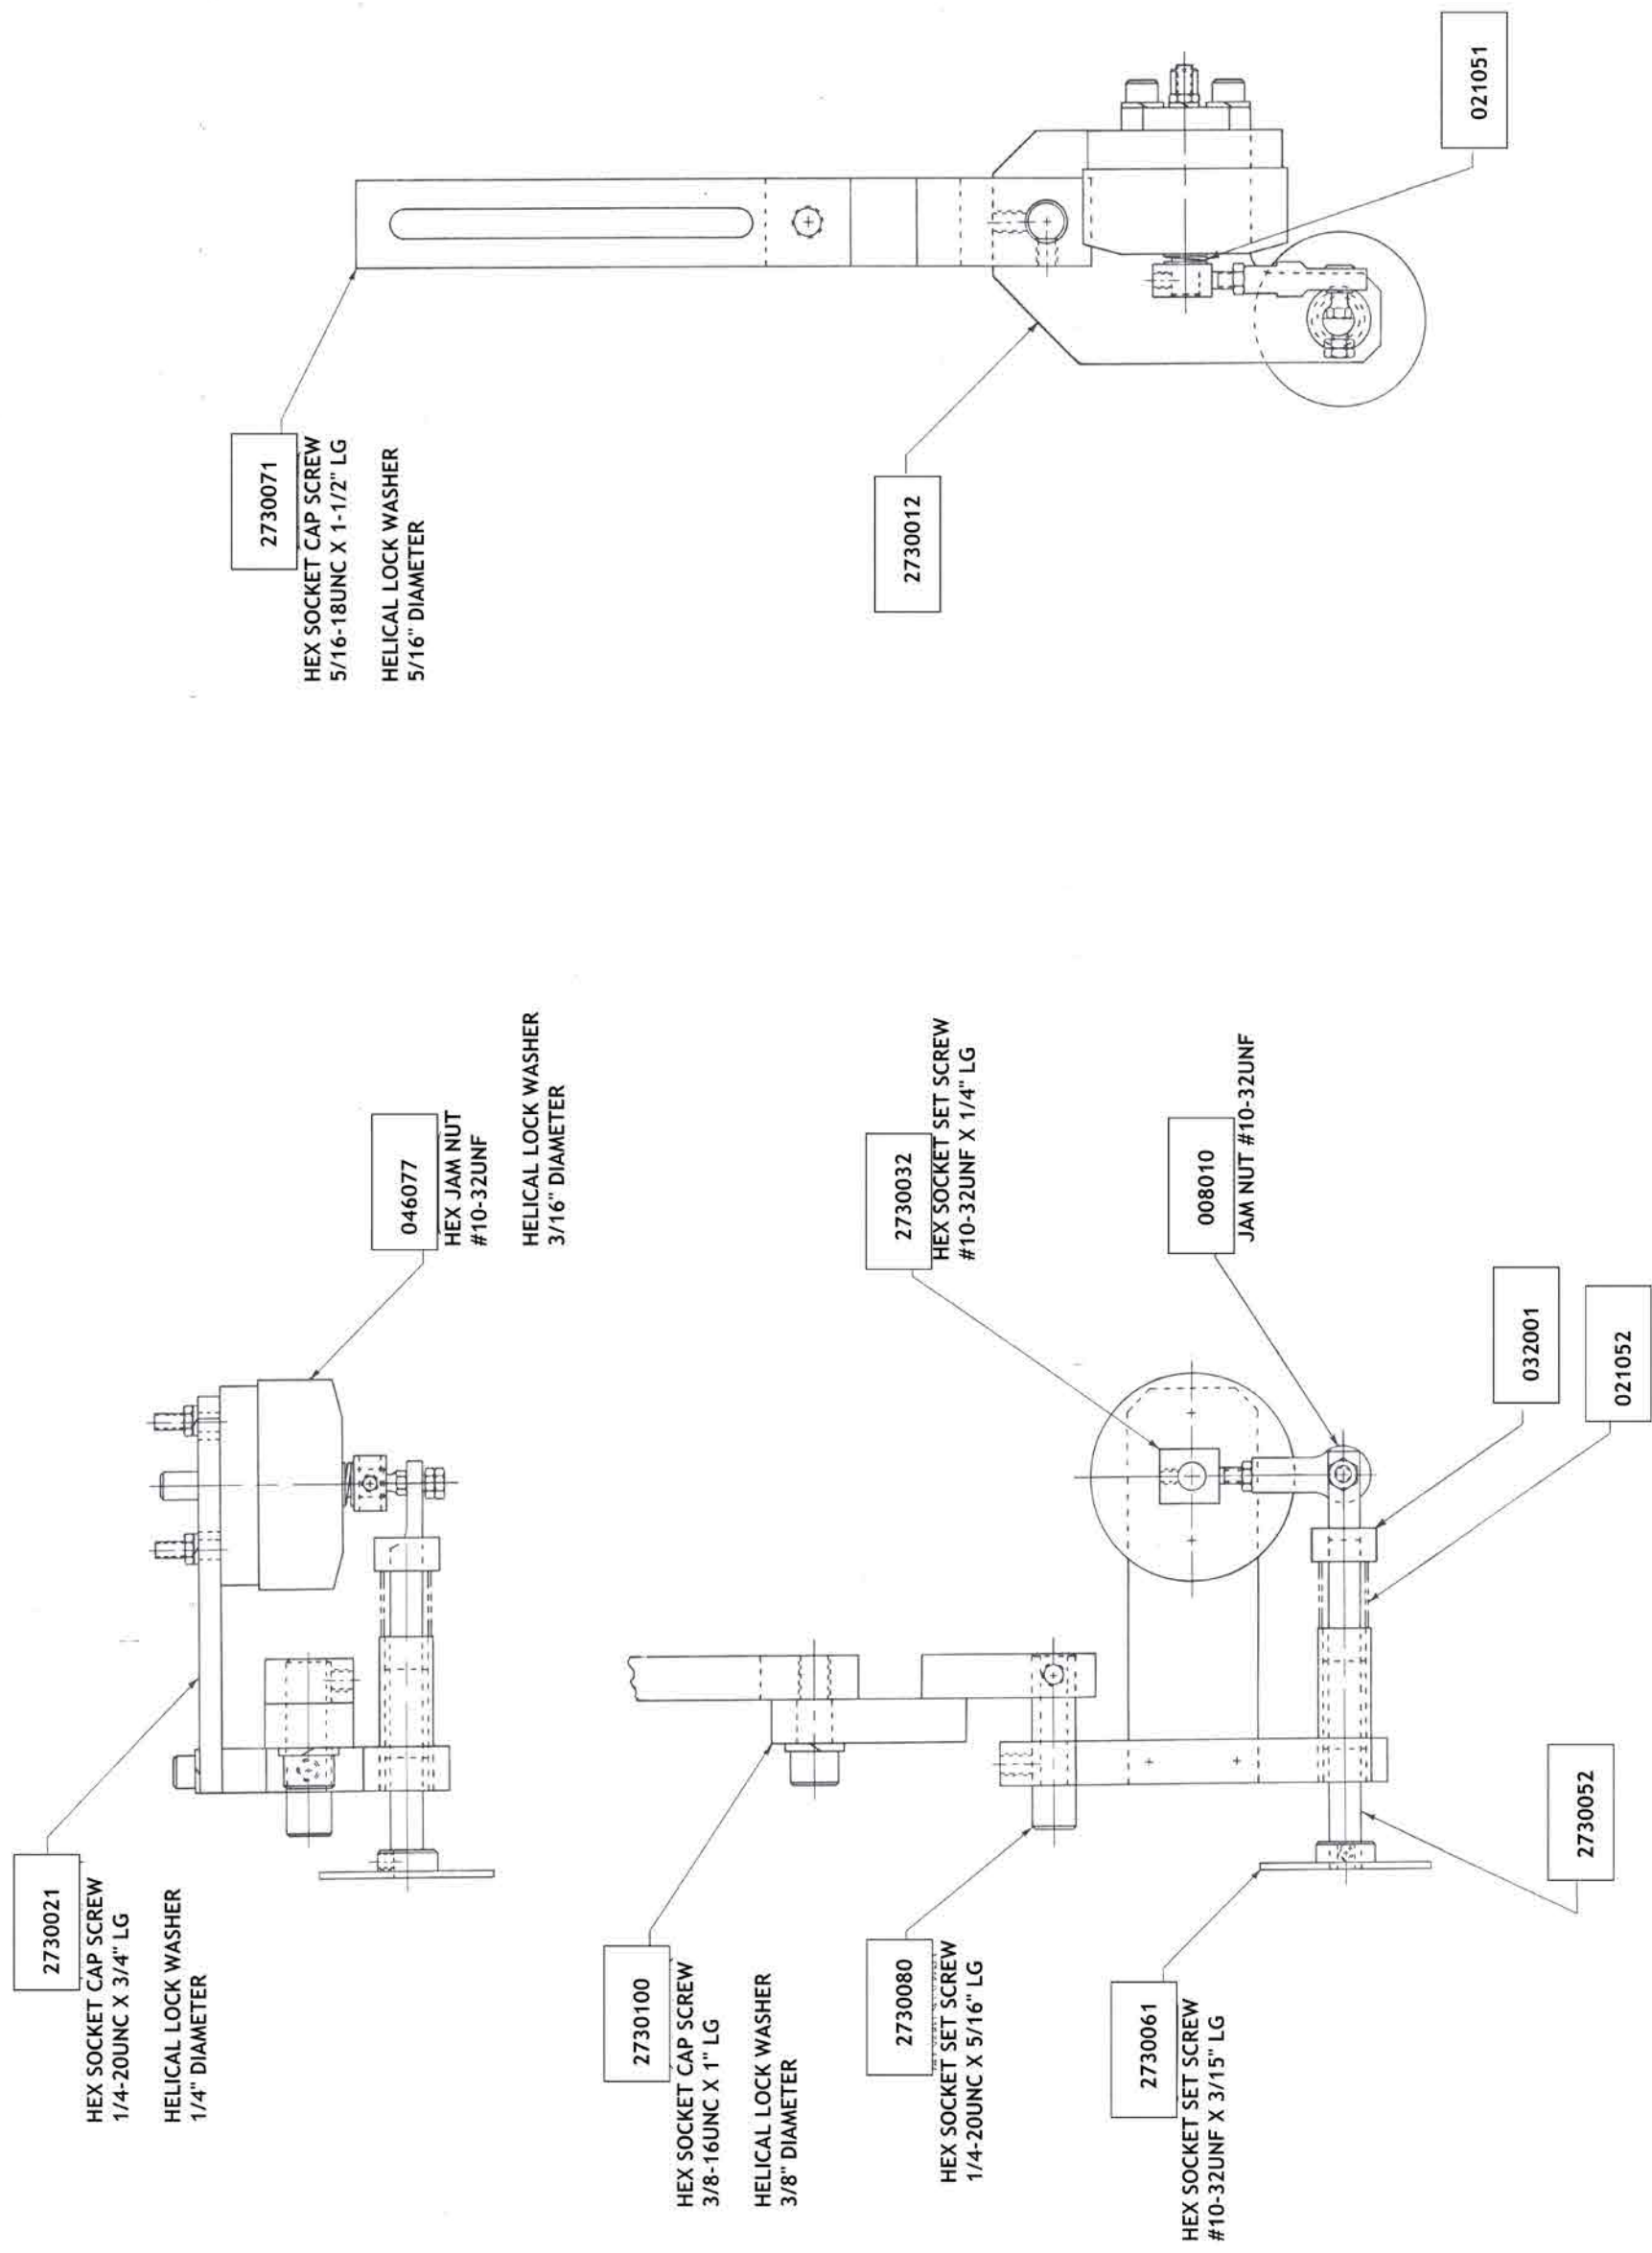 2730021
HEX SOCKET CAP SCREW
1/4-20UNC X 3/4" LG
HELICAL LOCK WASHER
1/4" DIAMETER
046077
HEX JAM NUT
#10-32UNF
HELICAL LOCK WASHER
3/16" DIAMETER
2730071
HEX SOCKET CAP SCREW
5/16-18UNC X 1-1/2" LG
HELICAL LOCK WASHER
5/16" DIAMETER
2730100
HEX SOCKET CAP SCREW
3/8-16UNC X 1" LG
HELICAL LOCK WASHER
3/8" DIAMETER
2730080
HEX SOCKET SET SCREW
1/4-20UNC X 5/16" LG
2730061
HEX SOCKET SET SCREW
#10-32UNF X 3/15" LG
2730032
HEX SOCKET SET SCREW
#10-32UNF X 1/4" LG
008010
JAM NUT #10-32UNF
032001
021052
2730052
2730012
021051